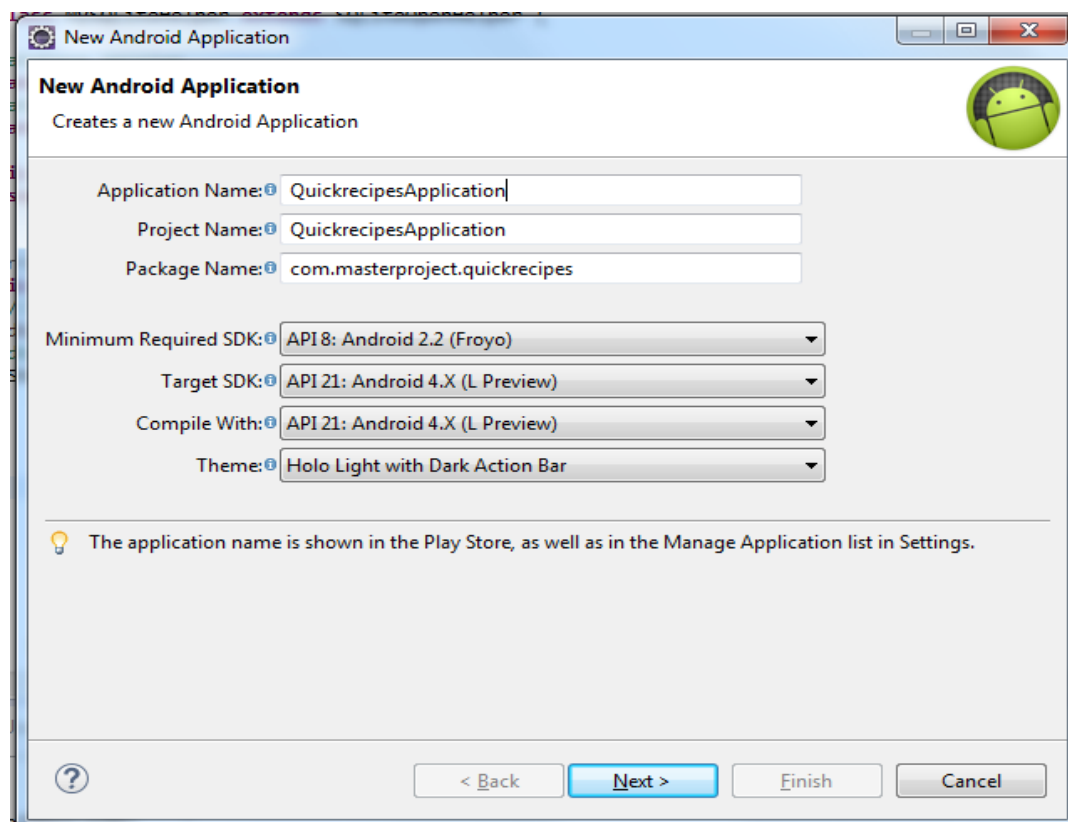 New Android Application
New Android Application
Creates a new Android Application
Application Name: QuickrecipesApplication
Project Name: QuickrecipesApplication
Package Name: com.masterproject.quickrecipes
Minimum Required SDK: API 8: Android 2.2 (Froyo)
Target SDK: API 21: Android 4.X (L Preview)
Compile With: API 21: Android 4.X (L Preview)
Theme: Holo Light with Dark Action Bar
The application name is shown in the Play Store, as well as in the Manage Application list in Settings.
< Back Next > Finish Cancel